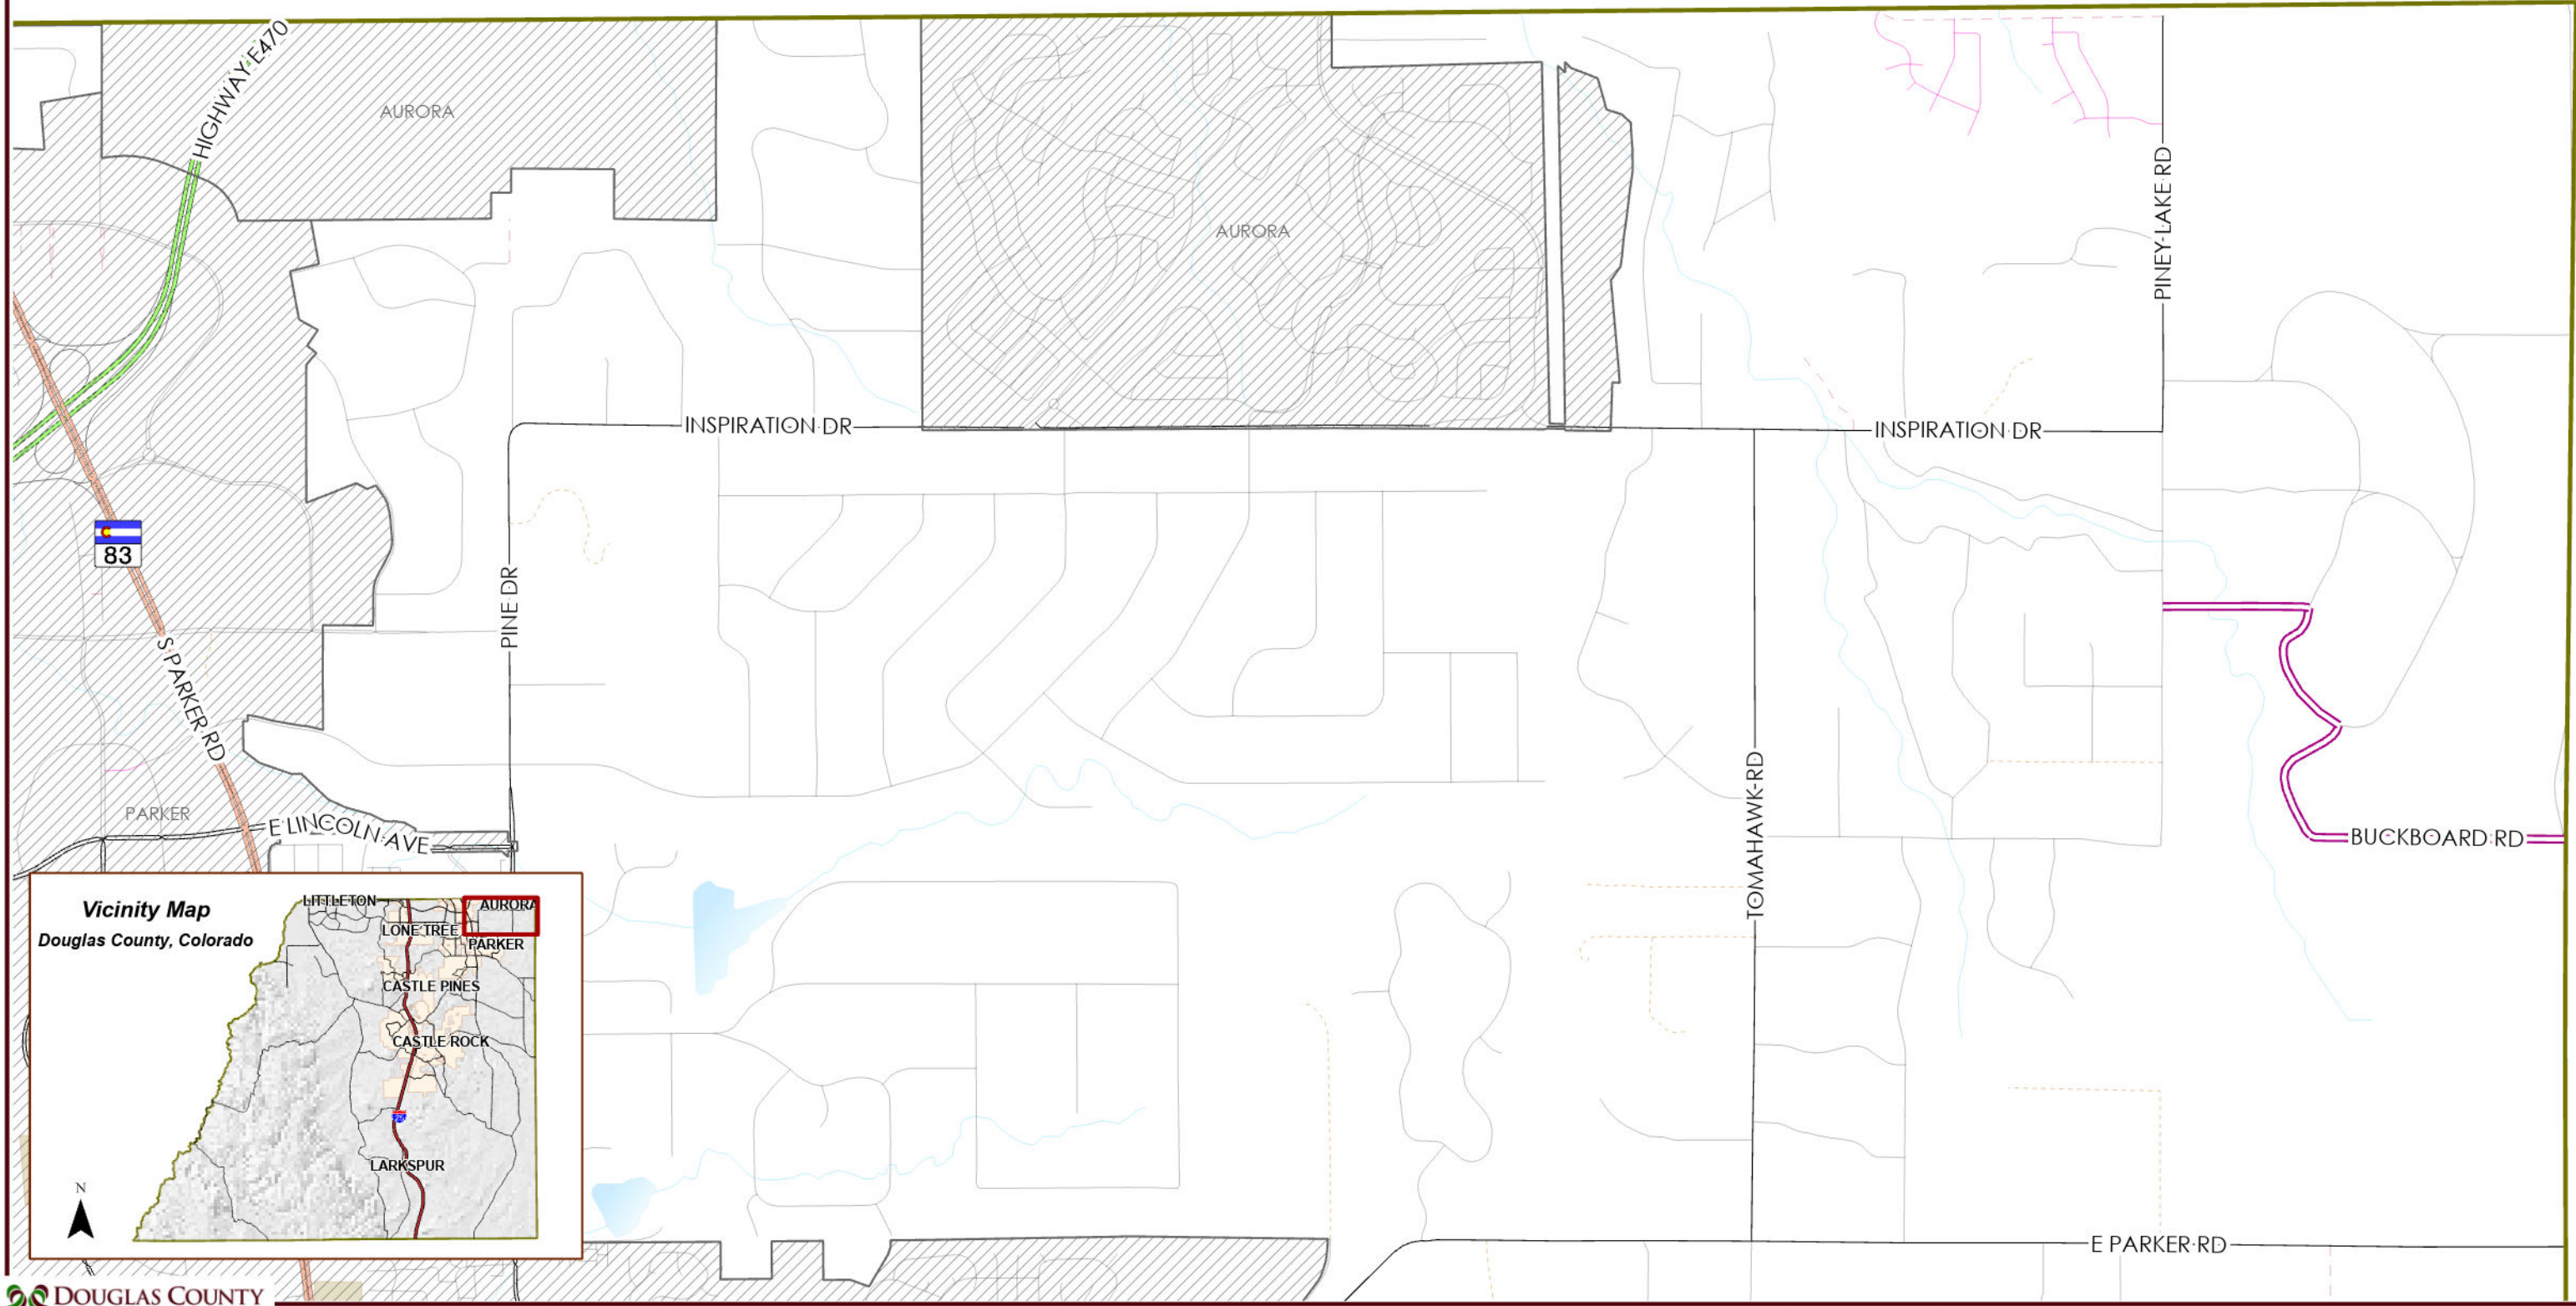 HIGHWAY E470
AURORA
AURORA
PINEY LAKE RD
INSPIRATION DR
INSPIRATION DR
83
PINE DR
S PARKER RD
TOMAHAWK RD
PARKER
E LINCOLN AVE
BUCKBOARD RD
Vicinity Map
Douglas County, Colorado
LITTLETON
AURORA
LONE TREE
PARKER
CASTLE PINES
CASTLE ROCK
LARKSPUR
N
E PARKER RD
DOUGLAS COUNTY